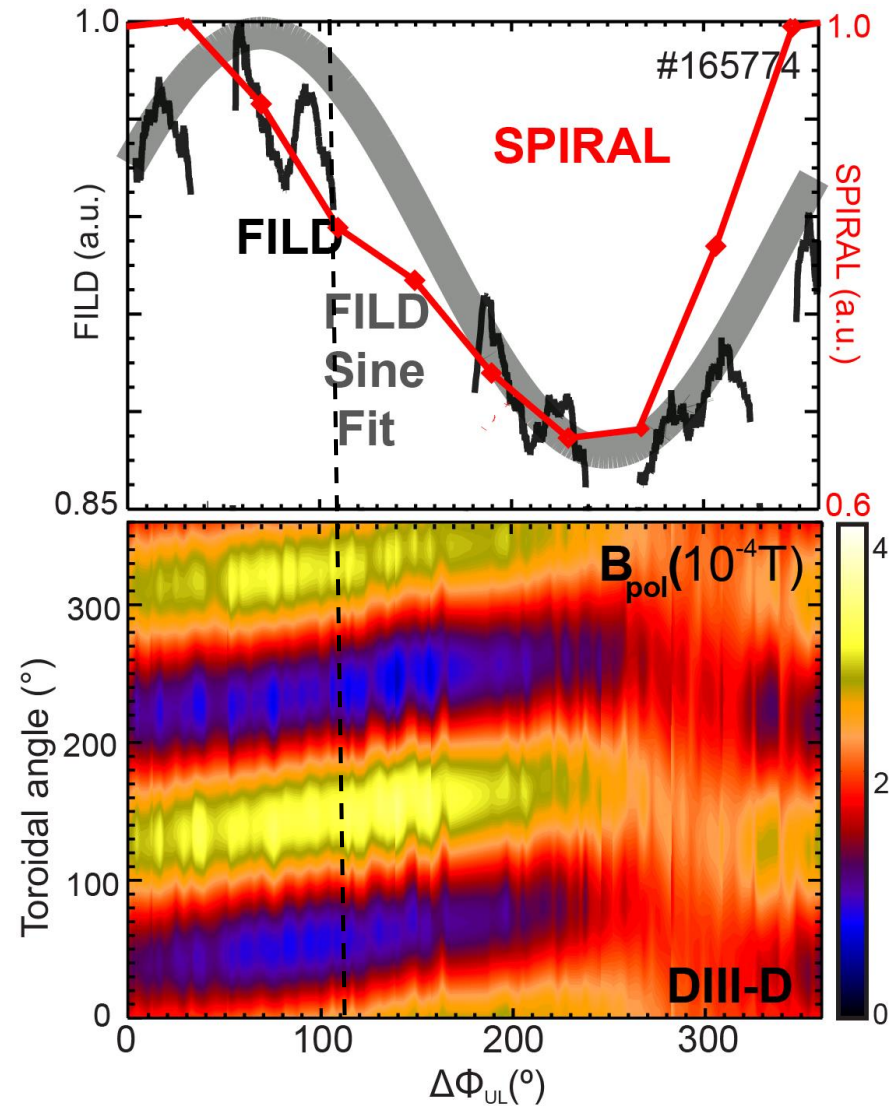 1.0
1.0
#165774
SPIRAL
FILD
FILD
Sine
Fit
FILD (a.u.)
SPIRAL (a.u.)
0.85
0.6
Bpol(10-4T)
4
300
200
2
100
DIII-D
0
0
Toroidal angle (°)
0
100
200
300
ΔΦUL(º)